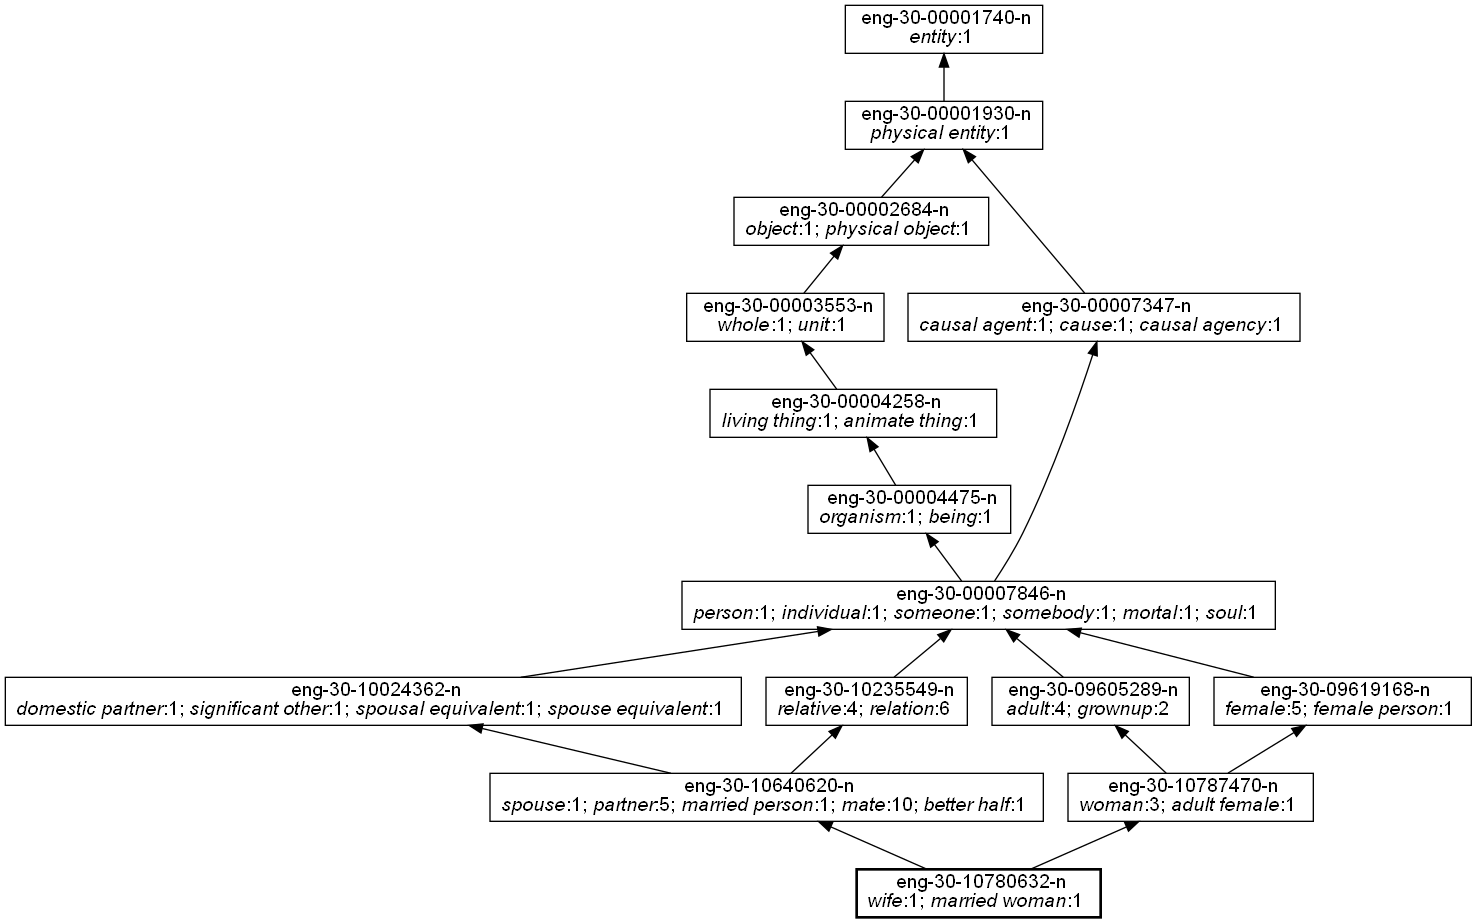 eng-30-00001740-n
entity:1
eng-30-00001930-n
physical entity:1
eng-30-00002684-n
object:1; physical object:1
eng-30-00003553-n
whole:1; unit:1
eng-30-00007347-n
causal agent:1; cause:1; causal agency:1
eng-30-00004258-n
living thing:1; animate thing:1
eng-30-00004475-n
organism:1; being:1
eng-30-00007846-n
person:1; individual:1; someone:1; somebody:1; mortal:1; soul:1
eng-30-10024362-n
domestic partner:1; significant other:1; spousal equivalent:1; spouse equivalent:1
eng-30-10235549-n
relative:4; relation:6
eng-30-09605289-n
adult:4; grownup:2
eng-30-09619168-n
female:5; female person:1
eng-30-10640620-n
spouse:1; partner:5; married person:1; mate:10; better half:1
eng-30-10787470-n
woman:3; adult female:1
eng-30-10780632-n
wife:1; married woman:1